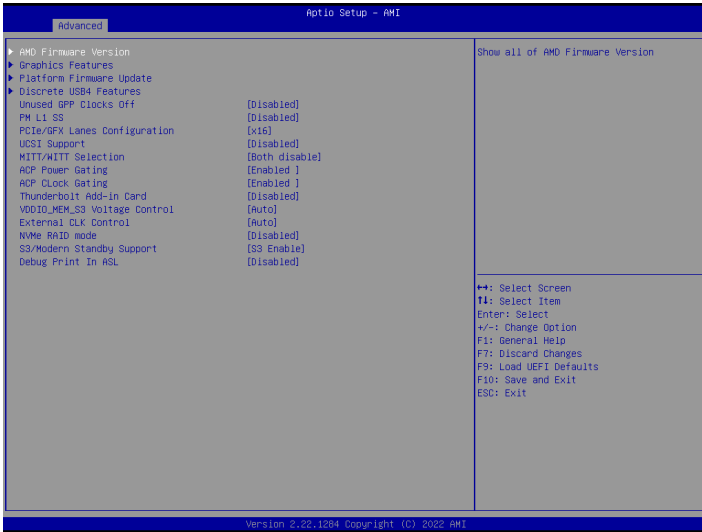 Aptio Setup - AMI
Advanced
AMD Firmware Version
Graphics Features
Platform Firmware Update
Discrete USB4 Features
Unused GPP Clocks Off [Disabled]
PM L1 SS [Disabled]
PCIe/GFX Lanes Configuration [x16]
UCSI Support [Disabled]
MITT/WITT Selection [Both disable]
ACP Power Gating [Enabled ]
ACP CLock Gating [Enabled ]
Thunderbolt Add-in Card [Disabled]
VDDIO_MEM_S3 Voltage Control [Auto]
External CLK Control [Auto]
NVMe RAID mode [Disabled]
S3/Modern Standby Support [S3 Enable]
Debug Print In ASL [Disabled]
Show all of AMD Firmware Version
↔: Select Screen
↑↓: Select Item
Enter: Select
+/-: Change Option
F1: General Help
F7: Discard Changes
F9: Load UEFI Defaults
F10: Save and Exit
ESC: Exit
Version 2.22.1284 Copyright (C) 2022 AMI